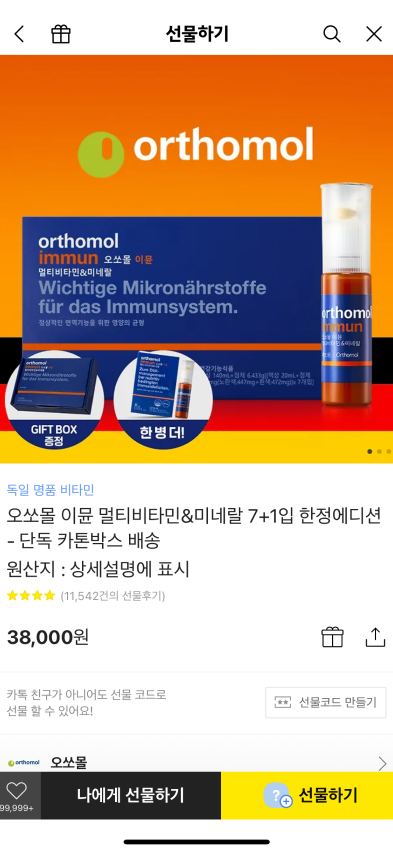 선물하기
orthomol
orthomol
immun 오쏘몰 이뮨
멀티비타민&미네랄
Wichtige Mikronährstoffe
für das Immunsystem.
정상적인 면역기능을 위한 영양의 균형
orthomol
immun
Orthomol
orthomol
immun
Wichtige Mikronährstoffe
für das Immunsystem.
GIFT BOX
증정
한 병 더!
독일 명품 비타민
오쏘몰 이뮨 멀티비타민&미네랄 7+1입 한정에디션
- 단독 카톤박스 배송
원산지 : 상세설명에 표시
★★★★ (11,542건의 선물후기)
38,000원
카톡 친구가 아니어도 선물 코드로
선물 할 수 있어요!
선물코드 만들기
orthomol 오쏘몰
99,999+
나에게 선물하기
? 선물하기